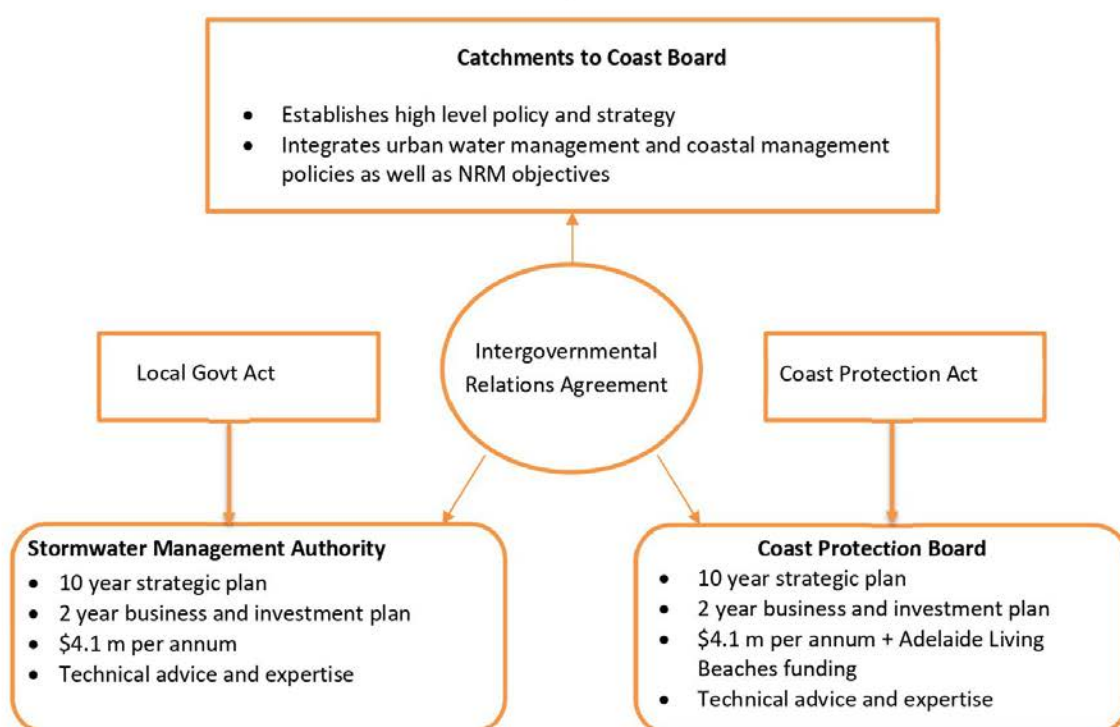 Catchments to Coast Board
• Establishes high level policy and strategy
• Integrates urban water management and coastal management
policies as well as NRM objectives
Local Govt Act
Intergovernmental
Relations Agreement
Coast Protection Act
Stormwater Management Authority
• 10 year strategic plan
• 2 year business and investment plan
• $4.1 m per annum
• Technical advice and expertise
Coast Protection Board
• 10 year strategic plan
• 2 year business and investment plan
• $4.1 m per annum + Adelaide Living
Beaches funding
• Technical advice and expertise